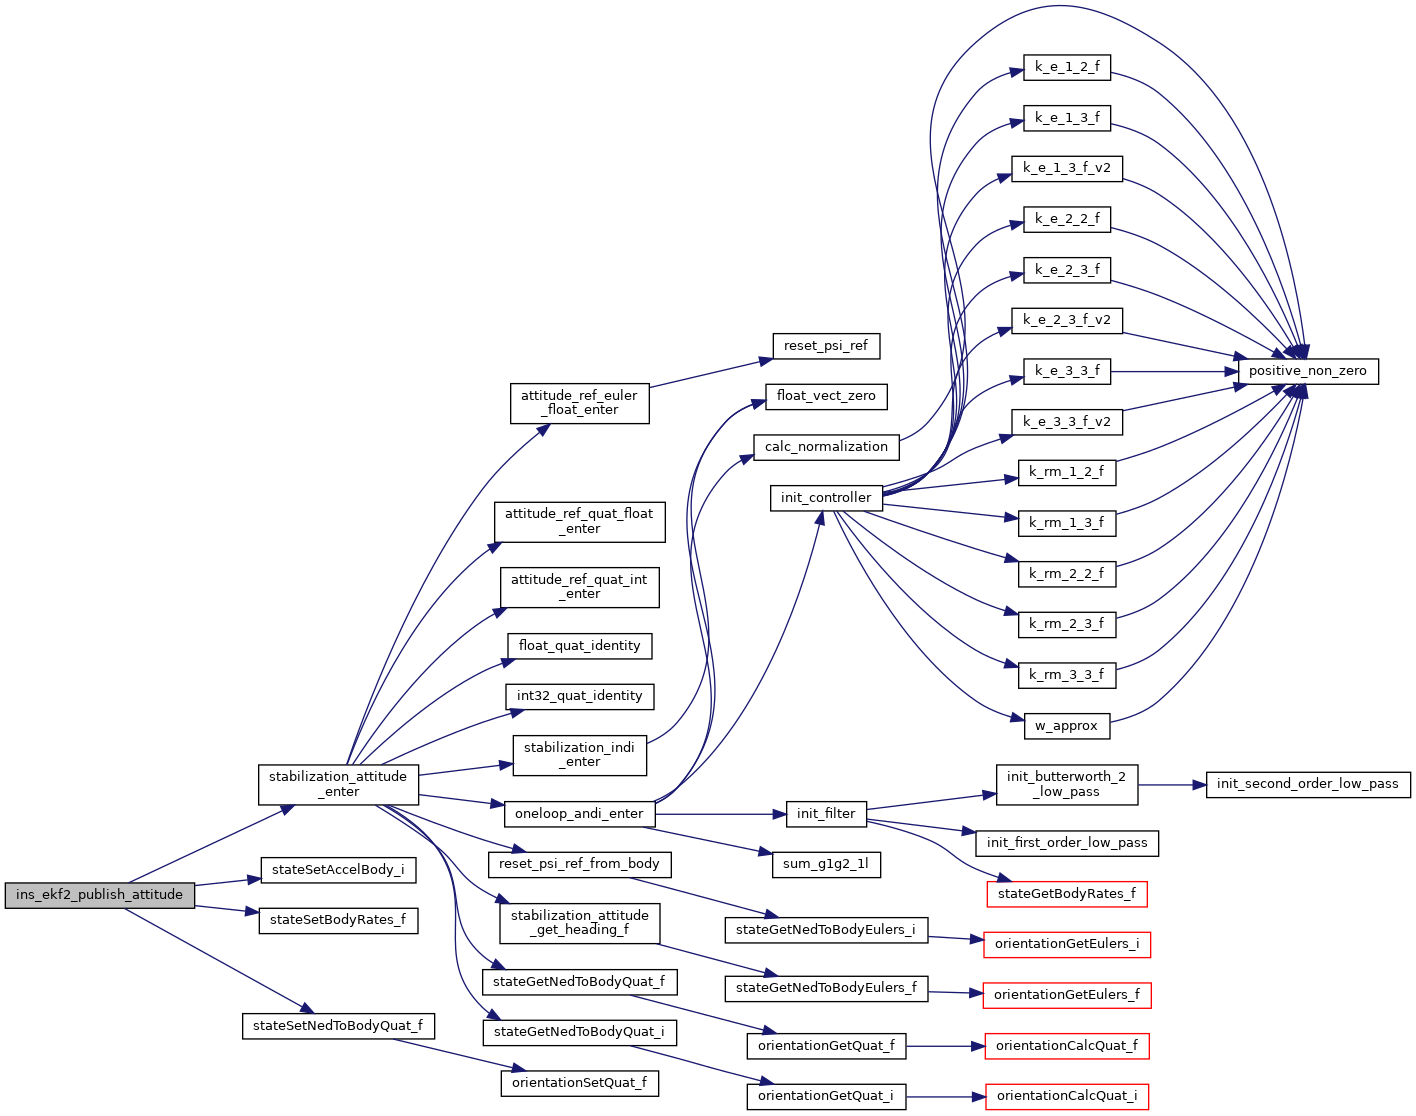 ins_ekf2_publish_attitude
stabilization_attitude
_enter
stateSetAccelBody_i
stateSetBodyRates_f
stateSetNedToBodyQuat_f
attitude_ref_euler
_float_enter
attitude_ref_quat_float
_enter
attitude_ref_quat_int
_enter
float_quat_identity
int32_quat_identity
stabilization_indi
_enter
oneloop_andi_enter
reset_psi_ref_from_body
stabilization_attitude
_get_heading_f
stateGetNedToBodyQuat_f
stateGetNedToBodyQuat_i
orientationSetQuat_f
reset_psi_ref
float_vect_zero
calc_normalization
init_controller
init_filter
sum_g1g2_1l
stateGetNedToBodyEulers_i
stateGetNedToBodyEulers_f
orientationGetQuat_f
orientationGetQuat_i
k_e_1_2_f
k_e_1_3_f
k_e_1_3_f_v2
k_e_2_2_f
k_e_2_3_f
k_e_2_3_f_v2
k_e_3_3_f
k_e_3_3_f_v2
k_rm_1_2_f
k_rm_1_3_f
k_rm_2_2_f
k_rm_2_3_f
k_rm_3_3_f
w_approx
init_butterworth_2
_low_pass
init_first_order_low_pass
stateGetBodyRates_f
orientationGetEulers_i
orientationGetEulers_f
orientationCalcQuat_f
orientationCalcQuat_i
positive_non_zero
init_second_order_low_pass